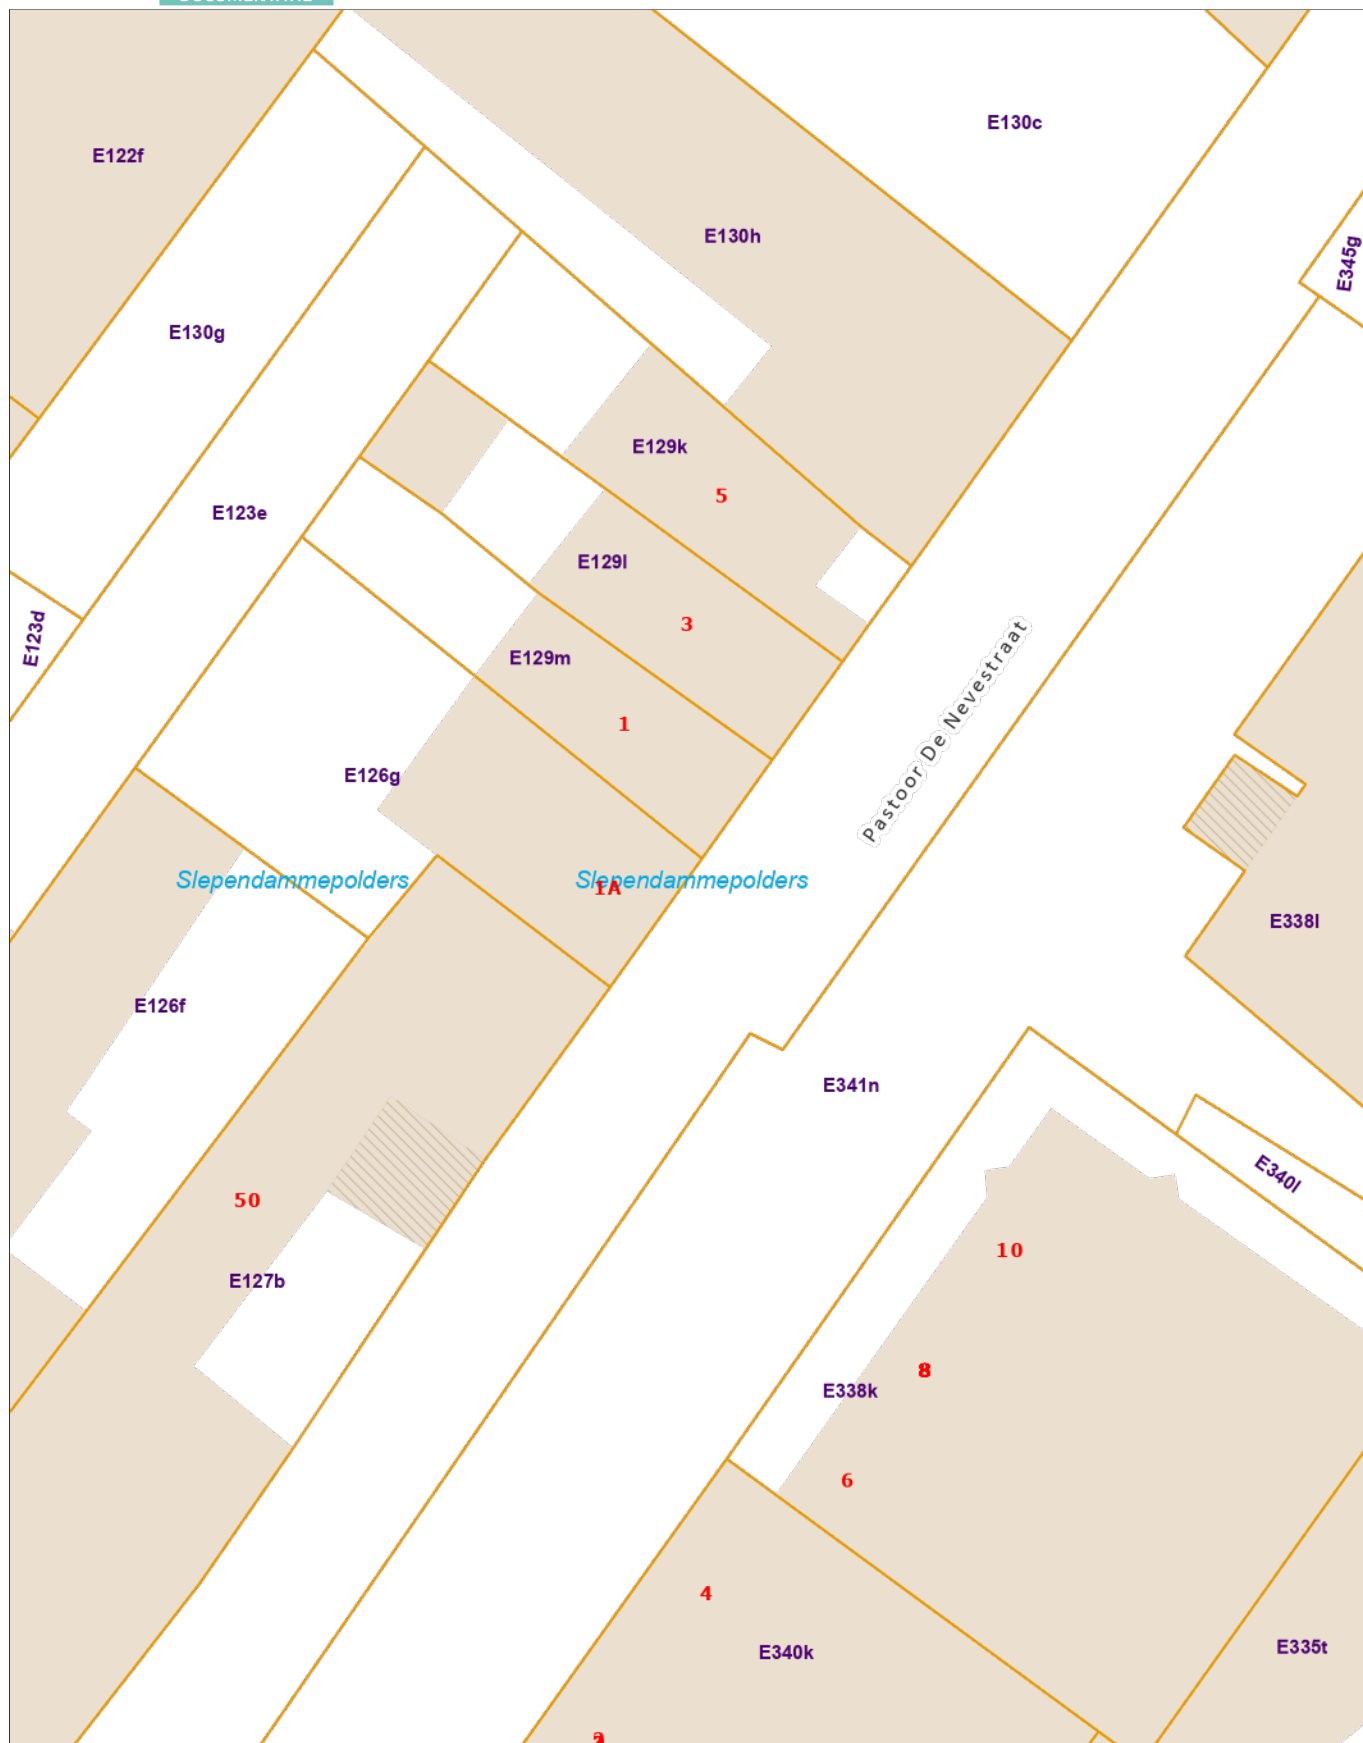 E130c
E122f
E130h
E345g
E130g
E129k
5
E123e
E129l
3
E123d
E129m
1
Pastoor De Nevestraat
E126g
Slependammepolders
Slependammepolders
1A
E338l
E126f
E341n
E340l
50
10
E127b
8
E338k
6
4
E335t
E340k